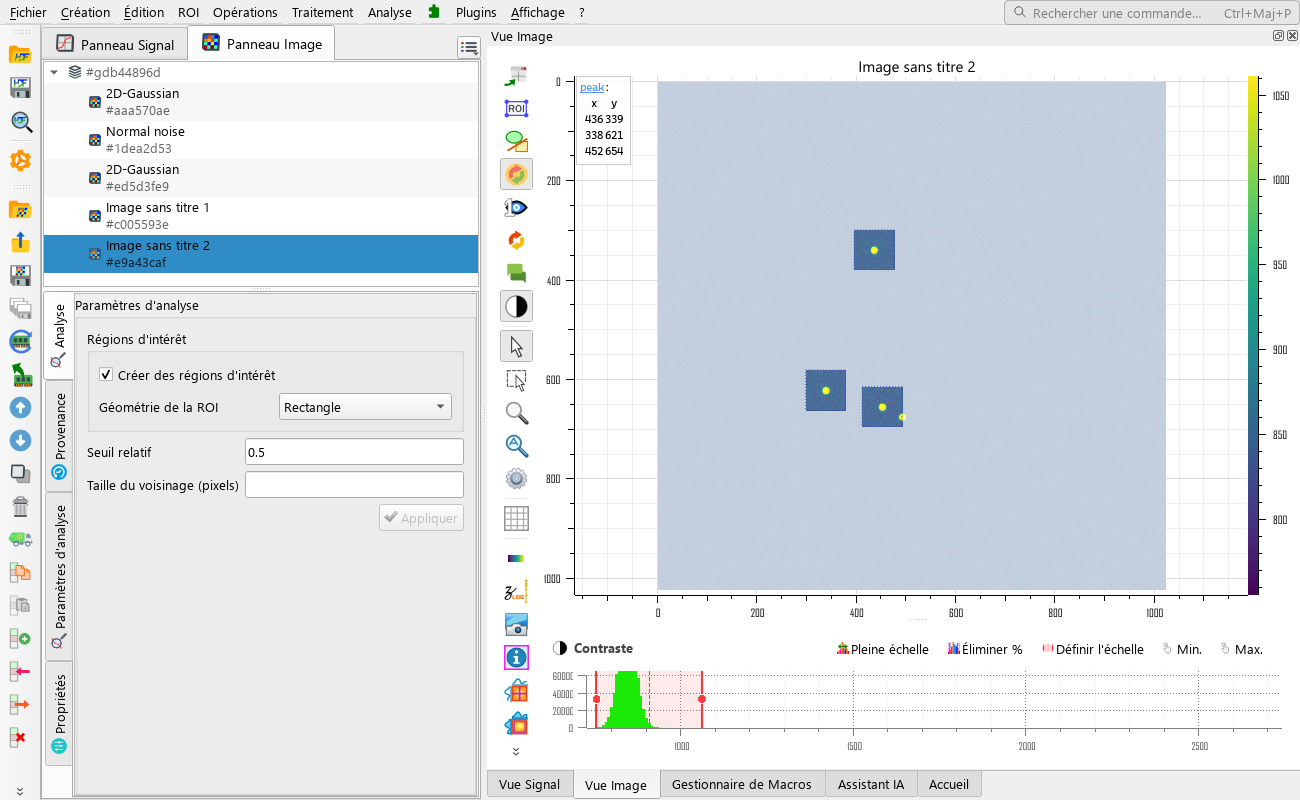 Fichier Création Édition ROI Opérations Traitement Analyse Plugins Affichage ? Rechercher une commande... Ctrl+Maj+P
Panneau Signal Panneau Image
#gdb44896d
2D-Gaussian
#aaa570ae
Normal noise
#1dea2d53
2D-Gaussian
#ed5d3fe9
Image sans titre 1
#c005593e
Image sans titre 2
#e9a43caf
Analyse
Provenance
Paramètres d'analyse
Propriétés
Paramètres d'analyse
Régions d'intérêt
Créer des régions d'intérêt
Géométrie de la ROI Rectangle
Seuil relatif 0.5
Taille du voisinage (pixels)
Appliquer
Vue Image
ROI
LOG
Image sans titre 2
peak:
x y
436 339
338 621
452 654
0
200
400
600
800
1000
0 200 400 600 800 1000
1050
1000
950
900
850
800
Contraste Pleine échelle Éliminer % Définir l'échelle Min. Max.
60000
40000
20000
0
1000 1500 2000 2500
Vue Signal Vue Image Gestionnaire de Macros Assistant IA Accueil